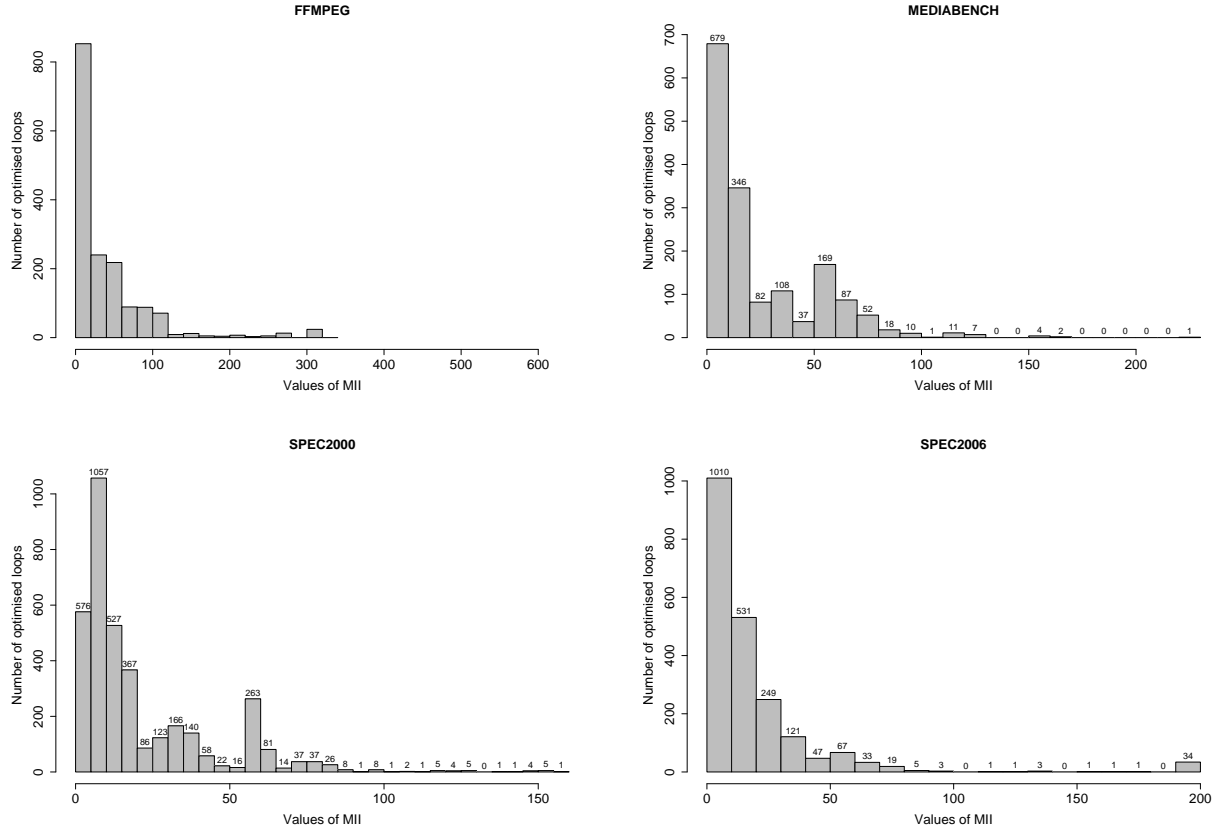 FFMPEG
Number of optimised loops
0 200 400 600 800
0 100 200 300 400 500 600
Values of MII
MEDIABENCH
Number of optimised loops
0 100 200 300 400 500 600 700
679 346 82 108 37 169 87 52 18 10 1 11 7 0 0 4 2 0 0 0 0 1
0 50 100 150 200
Values of MII
SPEC2000
Number of optimised loops
0 200 400 600 800 1000
576 1057 527 367 86 123 166 140 58 22 16 263 81 14 37 37 26 8 1 8 1 2 1 5 4 5 0 1 1 4 5 1
0 50 100 150
Values of MII
SPEC2006
Number of optimised loops
0 200 400 600 800 1000
1010 531 249 121 47 67 33 19 5 3 0 1 1 3 0 1 1 1 0 34
0 50 100 150 200
Values of MII